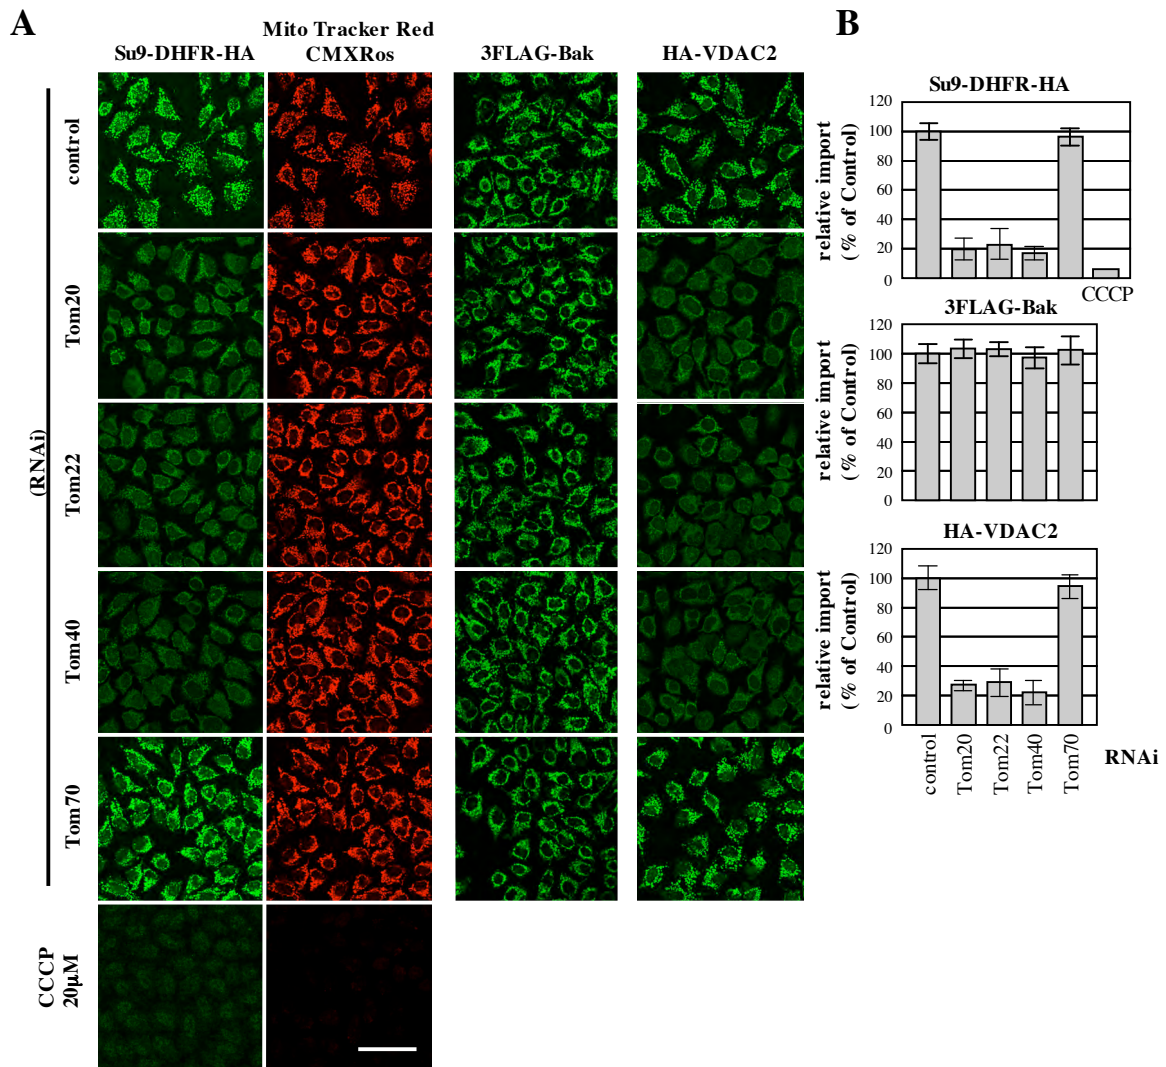 A
Su9-DHFR-HA
Mito Tracker Red
CMXRos
3FLAG-Bak
HA-VDAC2
(RNAi)
control
Tom20
Tom22
Tom40
Tom70
CCCP
20µM
B
Su9-DHFR-HA
relative import
(% of Control)
120
100
80
60
40
20
0
CCCP
3FLAG-Bak
relative import
(% of Control)
120
100
80
60
40
20
0
HA-VDAC2
relative import
(% of Control)
120
100
80
60
40
20
0
control
Tom20
Tom22
Tom40
Tom70
RNAi